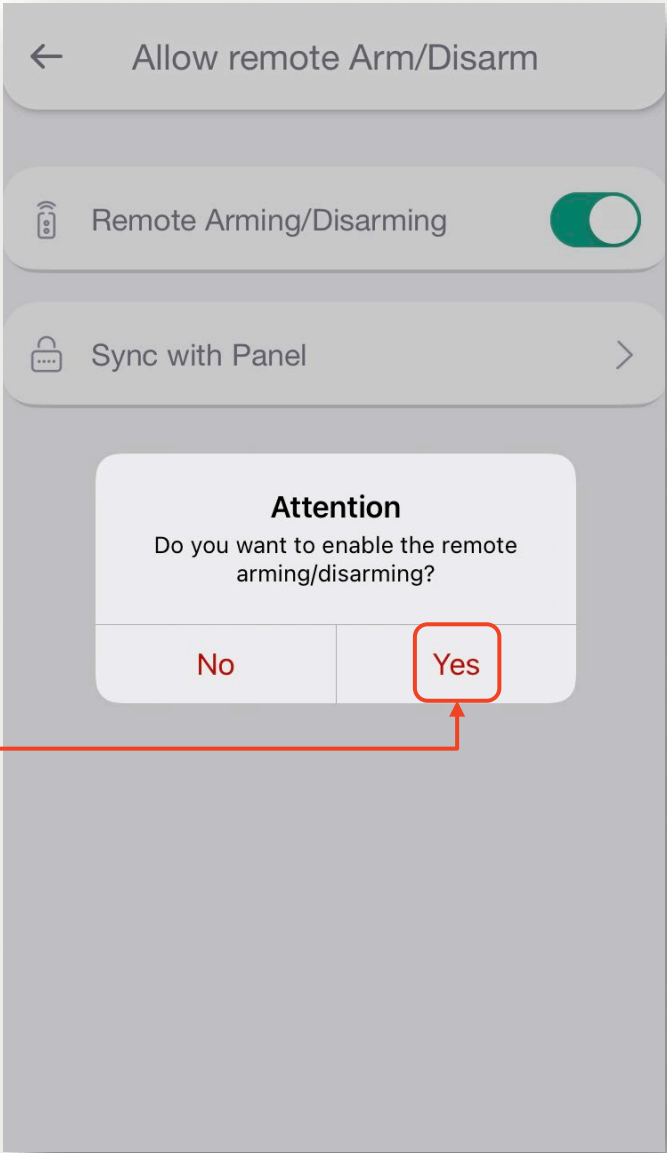 Allow remote Arm/Disarm
Remote Arming/Disarming
Sync with Panel
Attention
Do you want to enable the remote
arming/disarming?
No
Yes